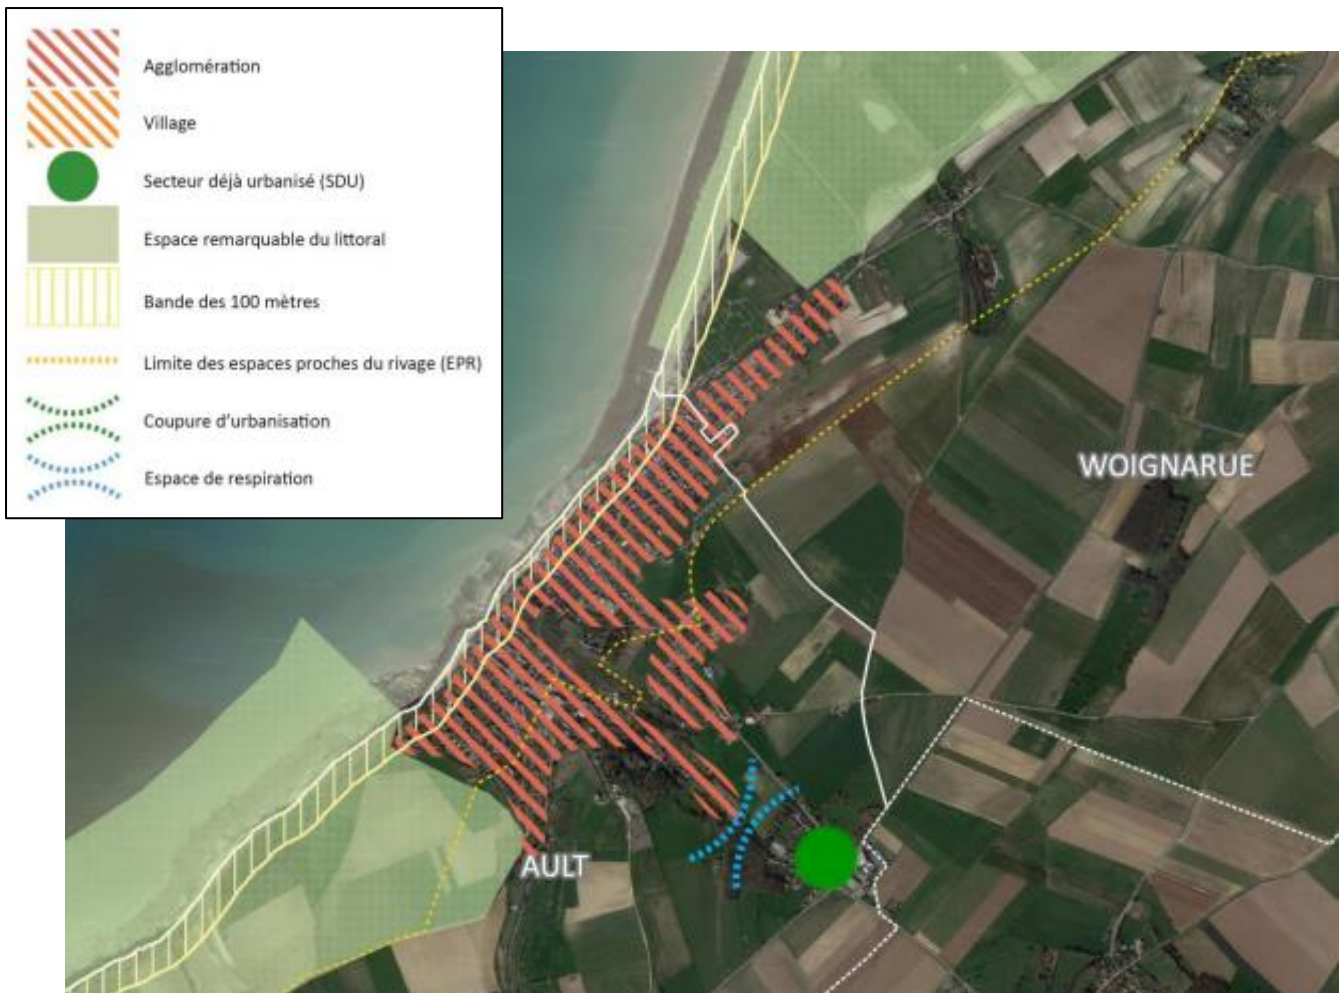 Agglomération
Village
Secteur déjà urbanisé (SDU)
Espace remarquable du littoral
Bande des 100 mètres
Limite des espaces proches du rivage (EPR)
Coupure d'urbanisation
Espace de respiration
WOIGNARUE
AULT